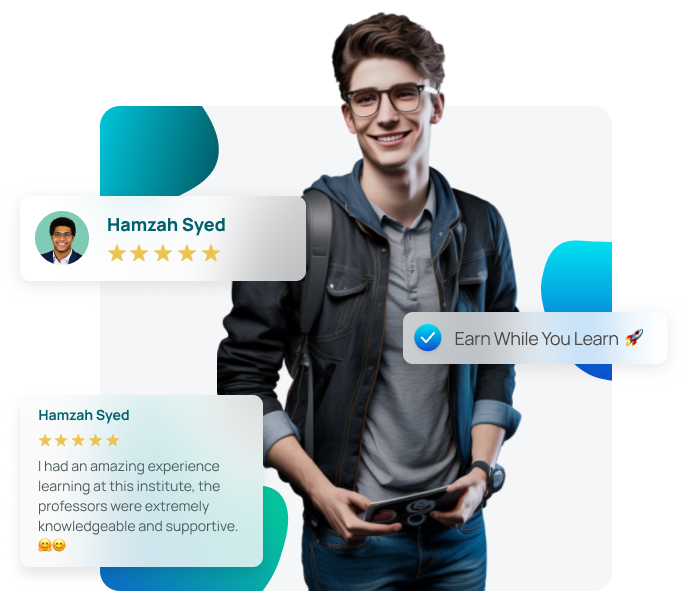 Hamzah Syed
Earn While You Learn 🚀
Hamzah Syed
I had an amazing experience
learning at this institute, the
professors were extremely
knowledgeable and supportive.
🤗😊